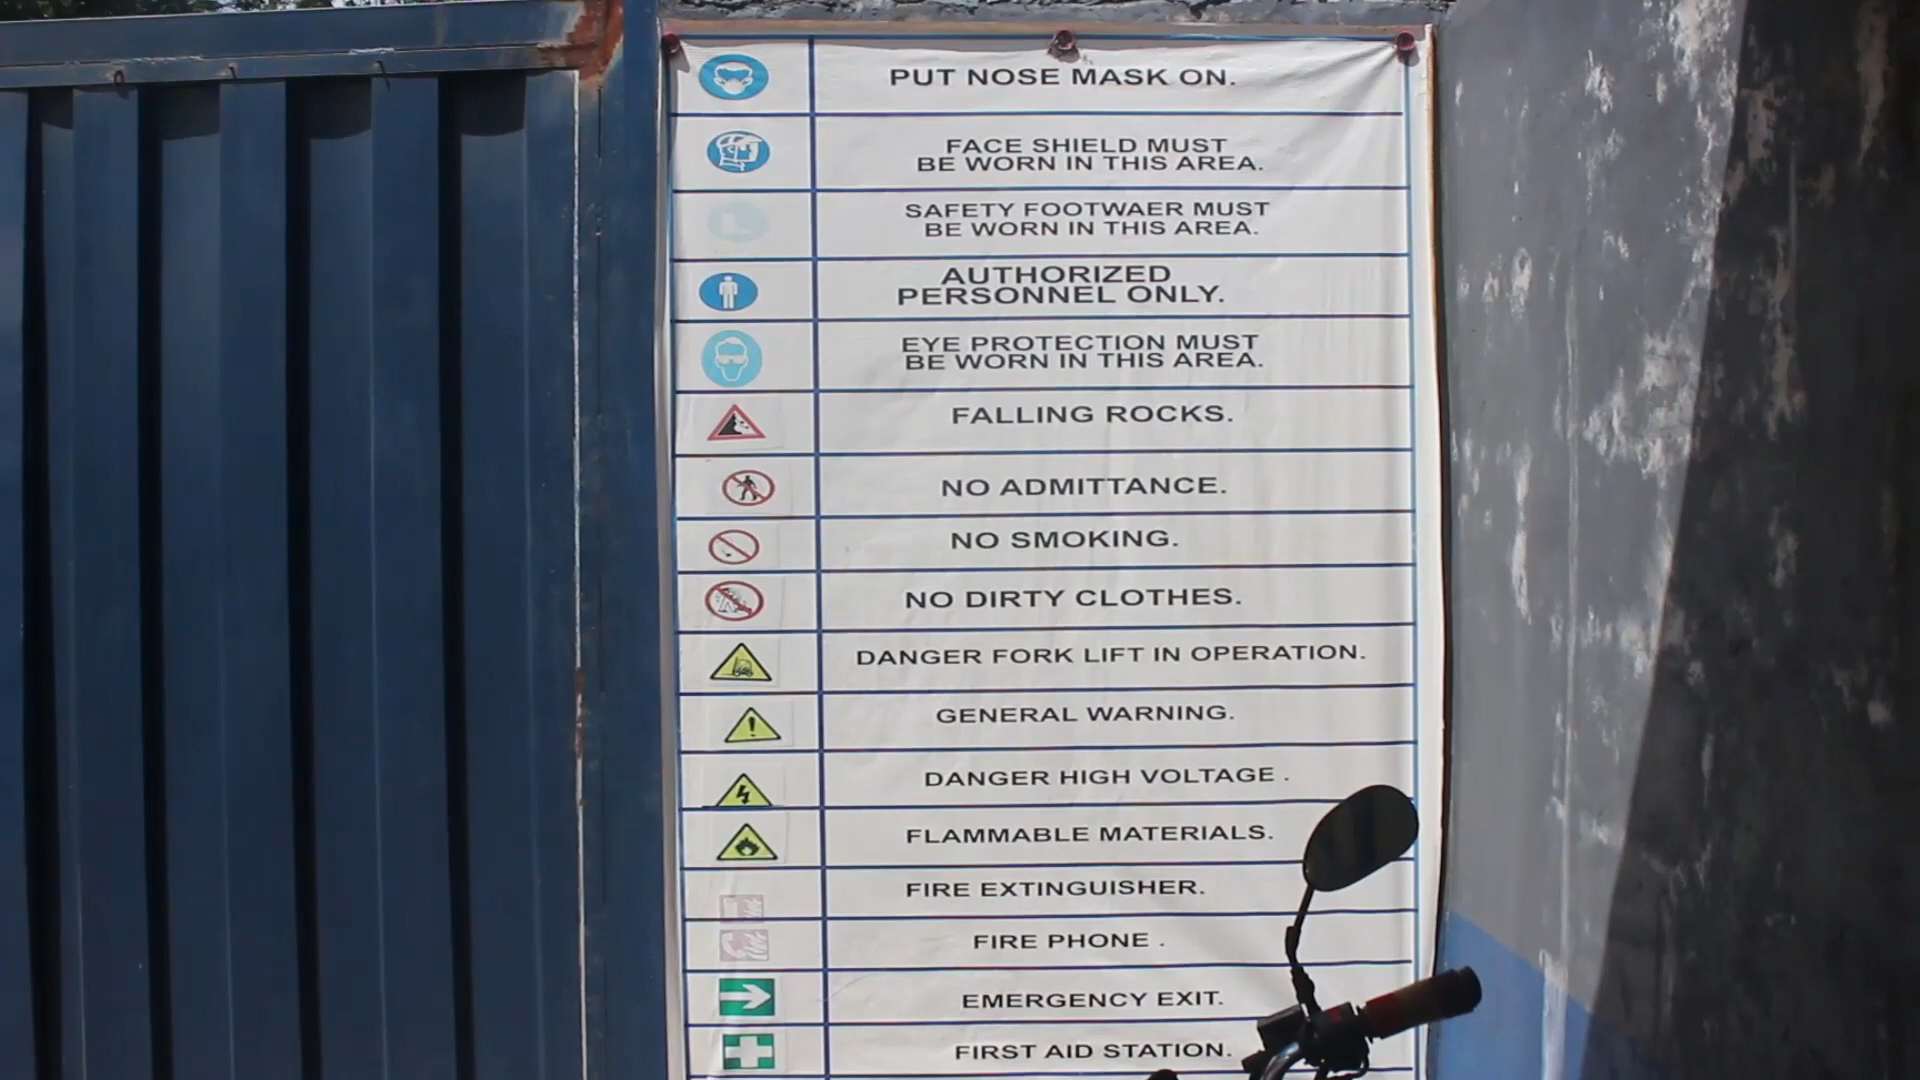 PUT NOSE MASK ON.
FACE SHIELD MUST
BE WORN IN THIS AREA.
SAFETY FOOTWAER MUST
BE WORN IN THIS AREA.
AUTHORIZED
PERSONNEL ONLY.
EYE PROTECTION MUST
BE WORN IN THIS AREA.
FALLING ROCKS.
NO ADMITTANCE.
NO SMOKING.
NO DIRTY CLOTHES.
DANGER FORK LIFT IN OPERATION.
GENERAL WARNING.
DANGER HIGH VOLTAGE .
FLAMMABLE MATERIALS.
FIRE EXTINGUISHER.
FIRE PHONE .
EMERGENCY EXIT.
FIRST AID STATION.